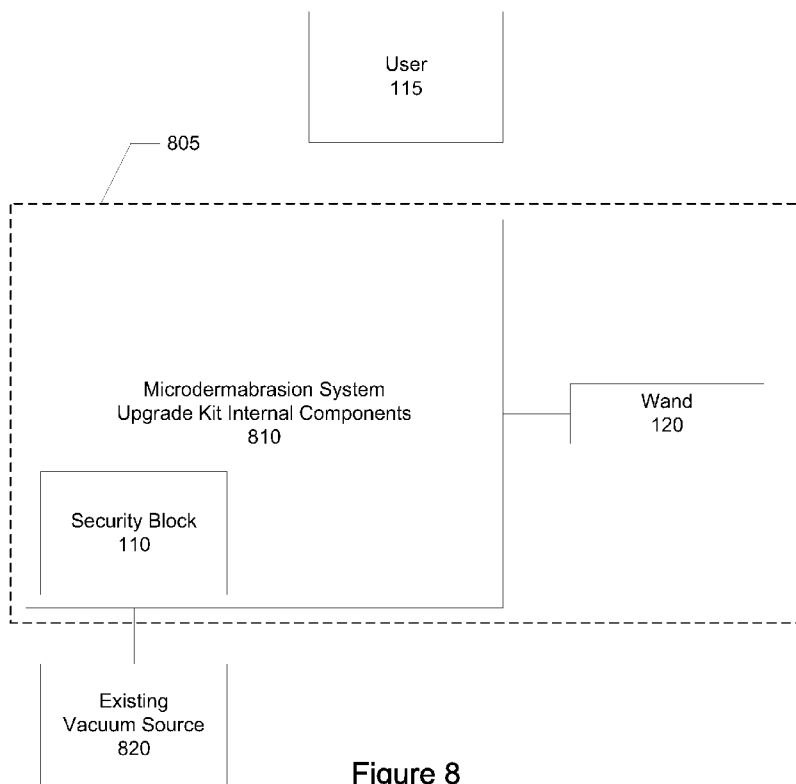 User
115
805
Microdermabrasion System
Upgrade Kit Internal Components
810
Wand
120
Security Block
110
Existing
Vacuum Source
820
Figure 8